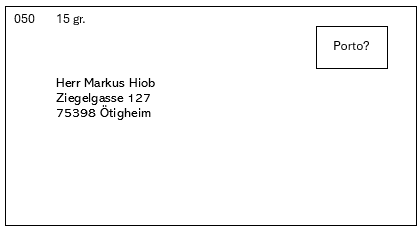 050 15 gr.
Porto?
Herr Markus Hiob
Ziegelgasse 127
75398 Ötigheim